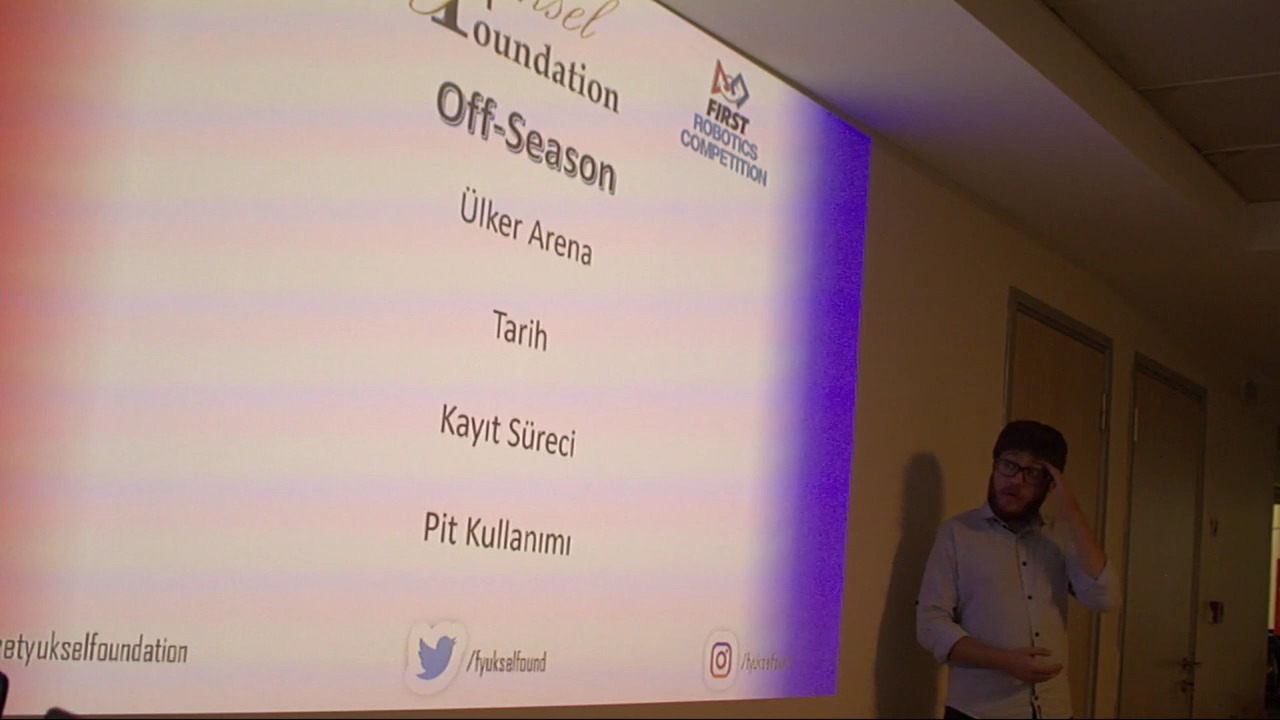 oundation
Off-Season
FIRST
ROBOTICS
COMPETITION
Ülker Arena
Tarih
Kayıt Süreci
Pit Kullanımı
etyukselfoundation
/fyukselfound